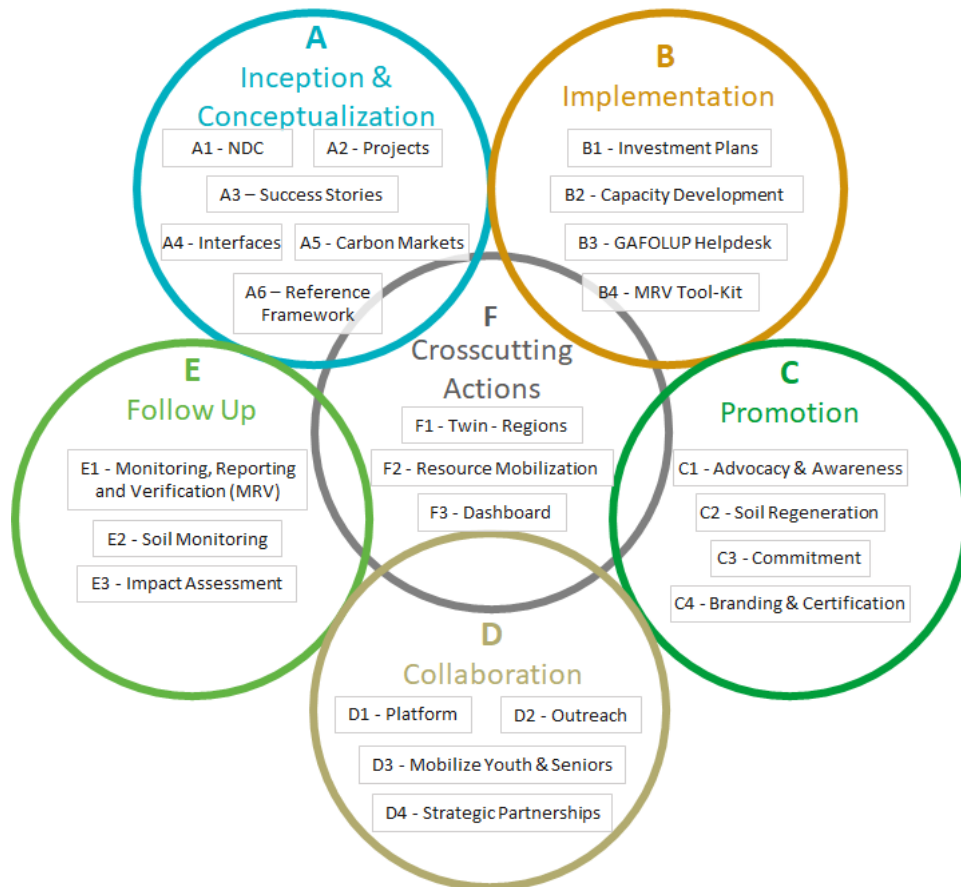 A
Inception &
Conceptualization
A1 - NDC
A2 - Projects
A3 – Success Stories
A4 - Interfaces
A5 - Carbon Markets
A6 – Reference
Framework
B
Implementation
B1 - Investment Plans
B2 - Capacity Development
B3 - GAFOLUP Helpdesk
B4 - MRV Tool-Kit
F
Crosscutting
Actions
F1 - Twin - Regions
F2 - Resource Mobilization
F3 - Dashboard
E
Follow Up
E1 - Monitoring, Reporting
and Verification (MRV)
E2 - Soil Monitoring
E3 - Impact Assessment
C
Promotion
C1 - Advocacy & Awareness
C2 - Soil Regeneration
C3 - Commitment
C4 - Branding & Certification
D
Collaboration
D1 - Platform
D2 - Outreach
D3 - Mobilize Youth & Seniors
D4 - Strategic Partnerships